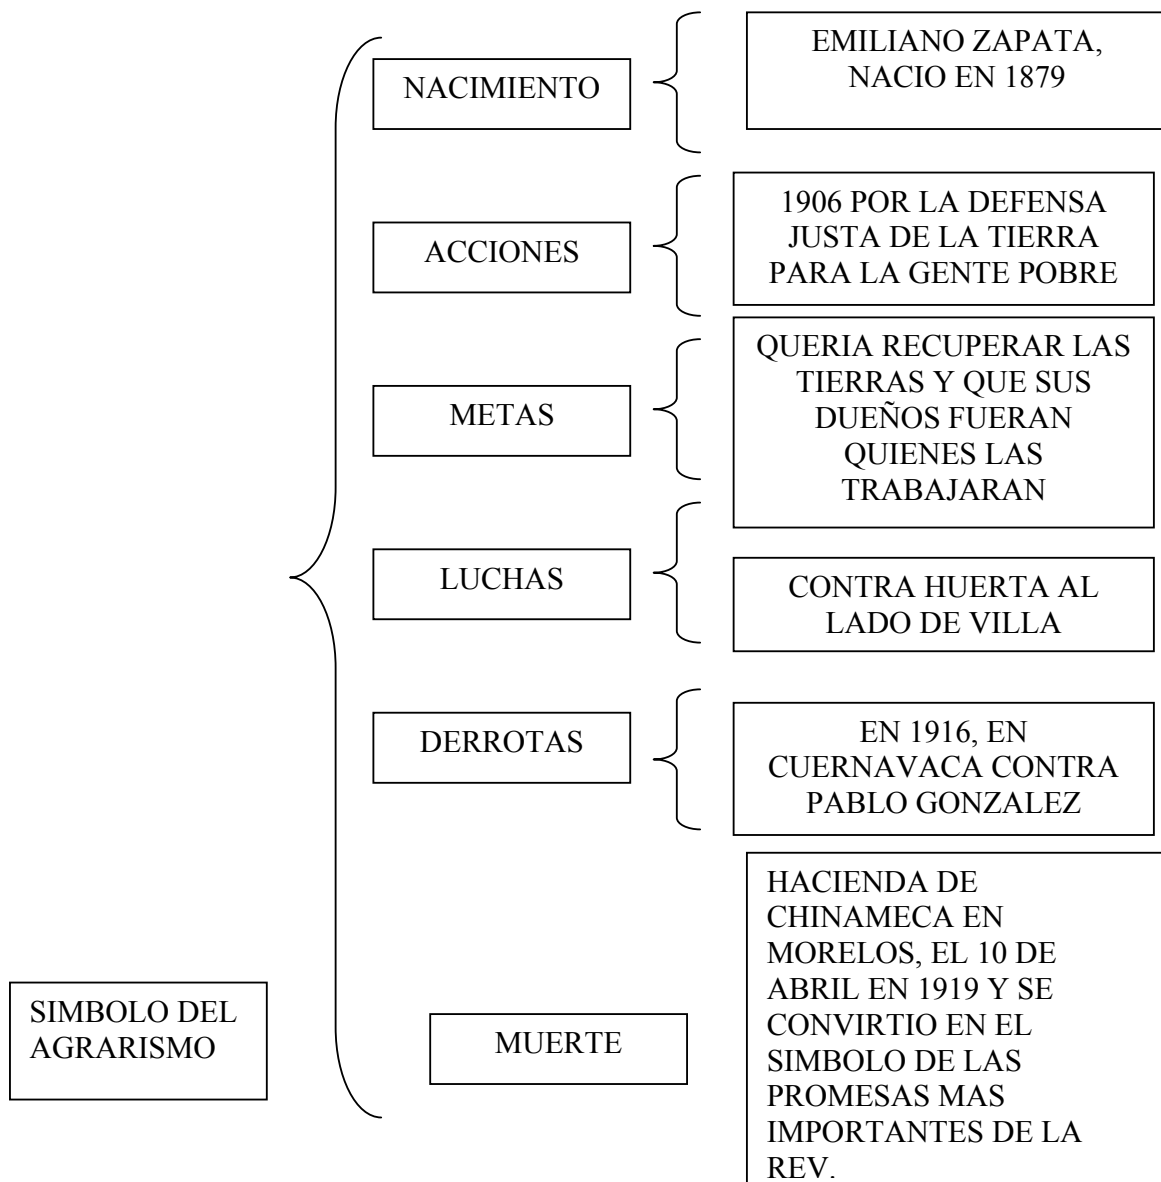 NACIMIENTO
EMILIANO ZAPATA,
NACIO EN 1879
ACCIONES
1906 POR LA DEFENSA
JUSTA DE LA TIERRA
PARA LA GENTE POBRE
METAS
QUERIA RECUPERAR LAS
TIERRAS Y QUE SUS
DUEÑOS FUERAN
QUIENES LAS
TRABAJARAN
LUCHAS
CONTRA HUERTA AL
LADO DE VILLA
DERROTAS
EN 1916, EN
CUERNAVACA CONTRA
PABLO GONZALEZ
SIMBOLO DEL
AGRARISMO
MUERTE
HACIENDA DE
CHINAMECA EN
MORELOS, EL 10 DE
ABRIL EN 1919 Y SE
CONVIRTIO EN EL
SIMBOLO DE LAS
PROMESAS MAS
IMPORTANTES DE LA
REV.